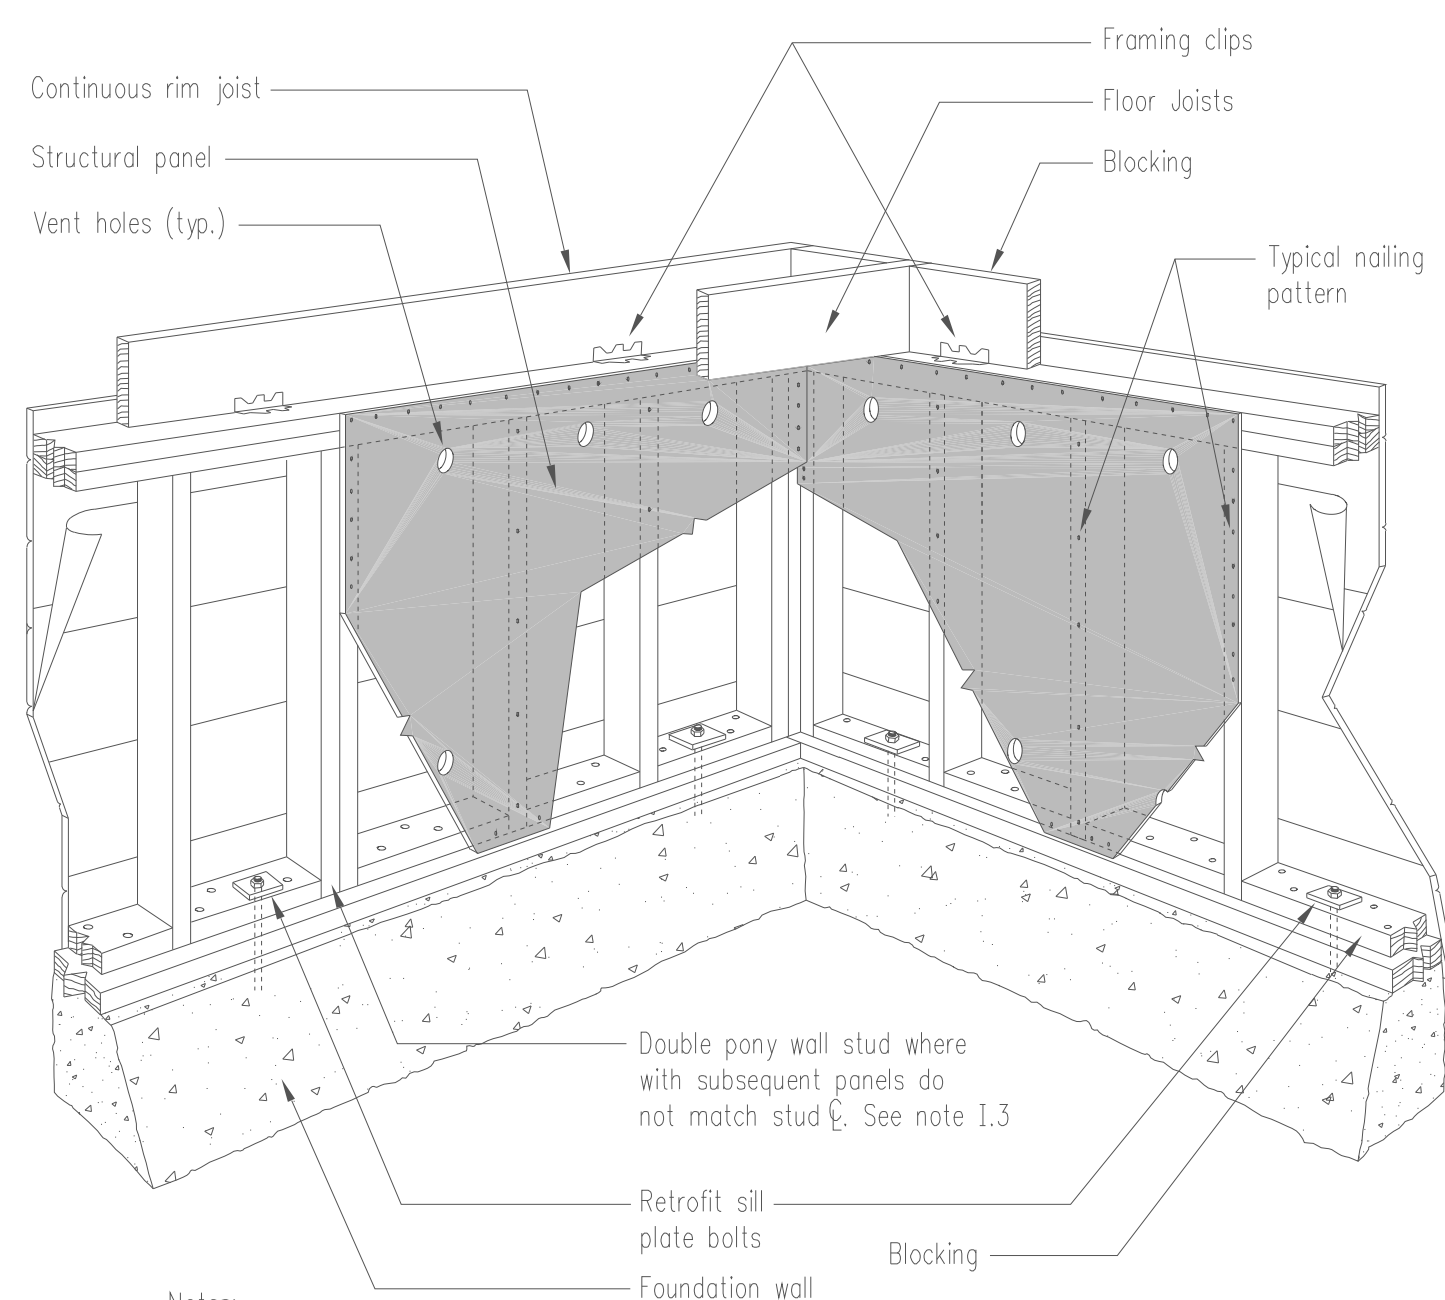 Framing clips
Continuous rim joist
Floor Joists
Structural panel
Blocking
Vent holes (typ.)
Typical nailing
pattern
Double pony wall stud where
with subsequent panels do
not match stud ℄. See note I.3
Retrofit sill
plate bolts
Blocking
Foundation wall